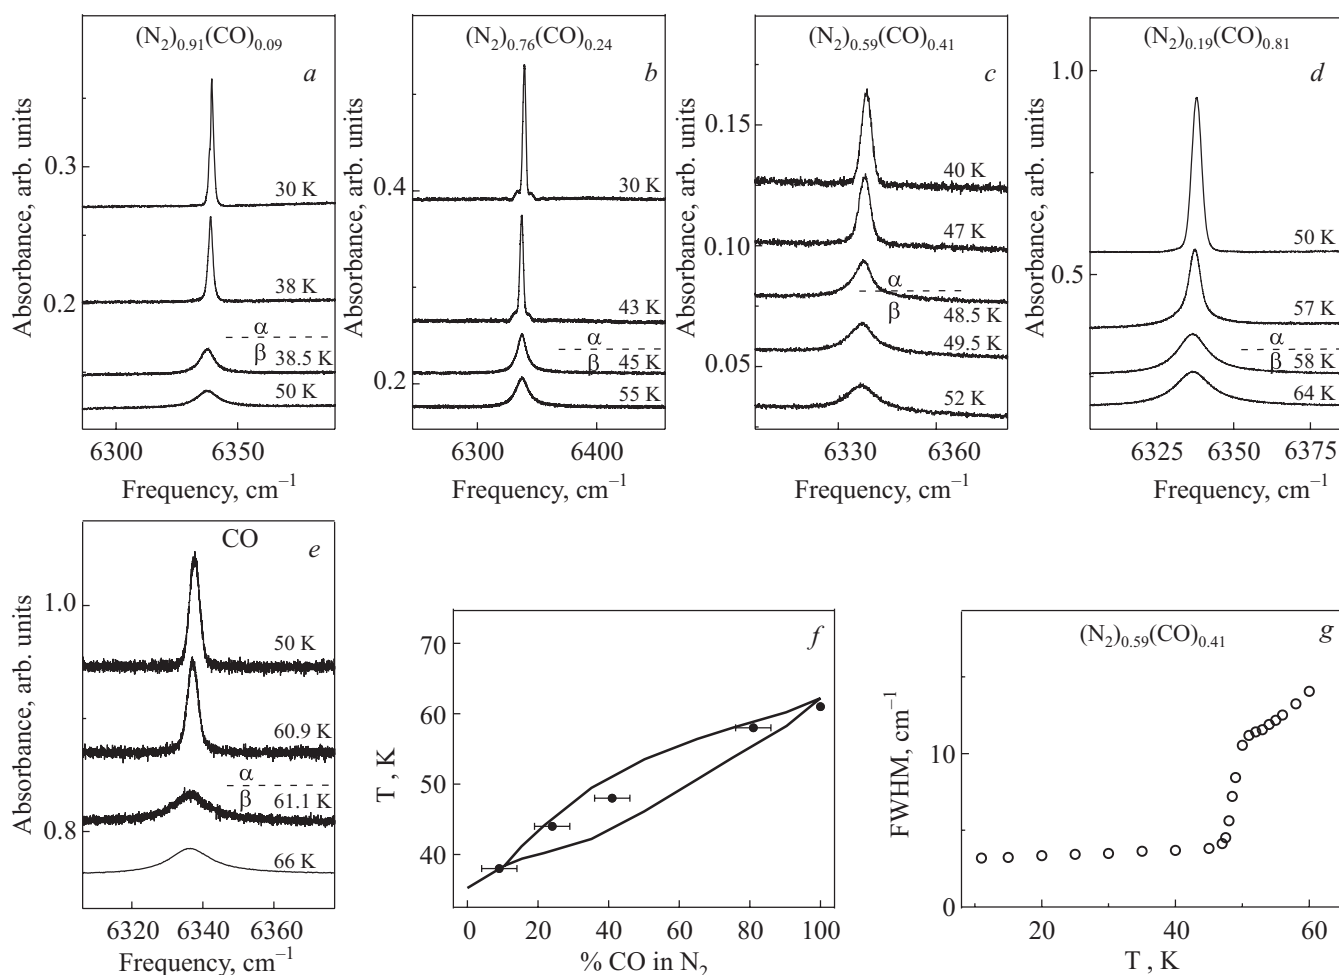 (N₂)₀.₉₁(CO)₀.₀₉
a
Absorbance, arb. units
0.3
0.2
30 K
38 K
α
β
38.5 K
50 K
6300 6350
Frequency, cm⁻¹
(N₂)₀.₇₆(CO)₀.₂₄
b
Absorbance, arb. units
0.4
0.2
30 K
43 K
α
β
45 K
55 K
6300 6400
Frequency, cm⁻¹
(N₂)₀.₅₉(CO)₀.₄₁
c
Absorbance, arb. units
0.15
0.10
0.05
40 K
47 K
α
β
48.5 K
49.5 K
52 K
6330 6360
Frequency, cm⁻¹
(N₂)₀.₁₉(CO)₀.₈₁
d
Absorbance, arb. units
1.0
0.5
50 K
57 K
α
β
58 K
64 K
6325 6350 6375
Frequency, cm⁻¹
CO
e
Absorbance, arb. units
1.0
0.8
50 K
60.9 K
α
β
61.1 K
66 K
6320 6340 6360
Frequency, cm⁻¹
f
T , K
70
60
50
40
0 20 40 60 80 100
% CO in N₂
(N₂)₀.₅₉(CO)₀.₄₁
g
FWHM, cm⁻¹
10
0
20 40 60
T , K